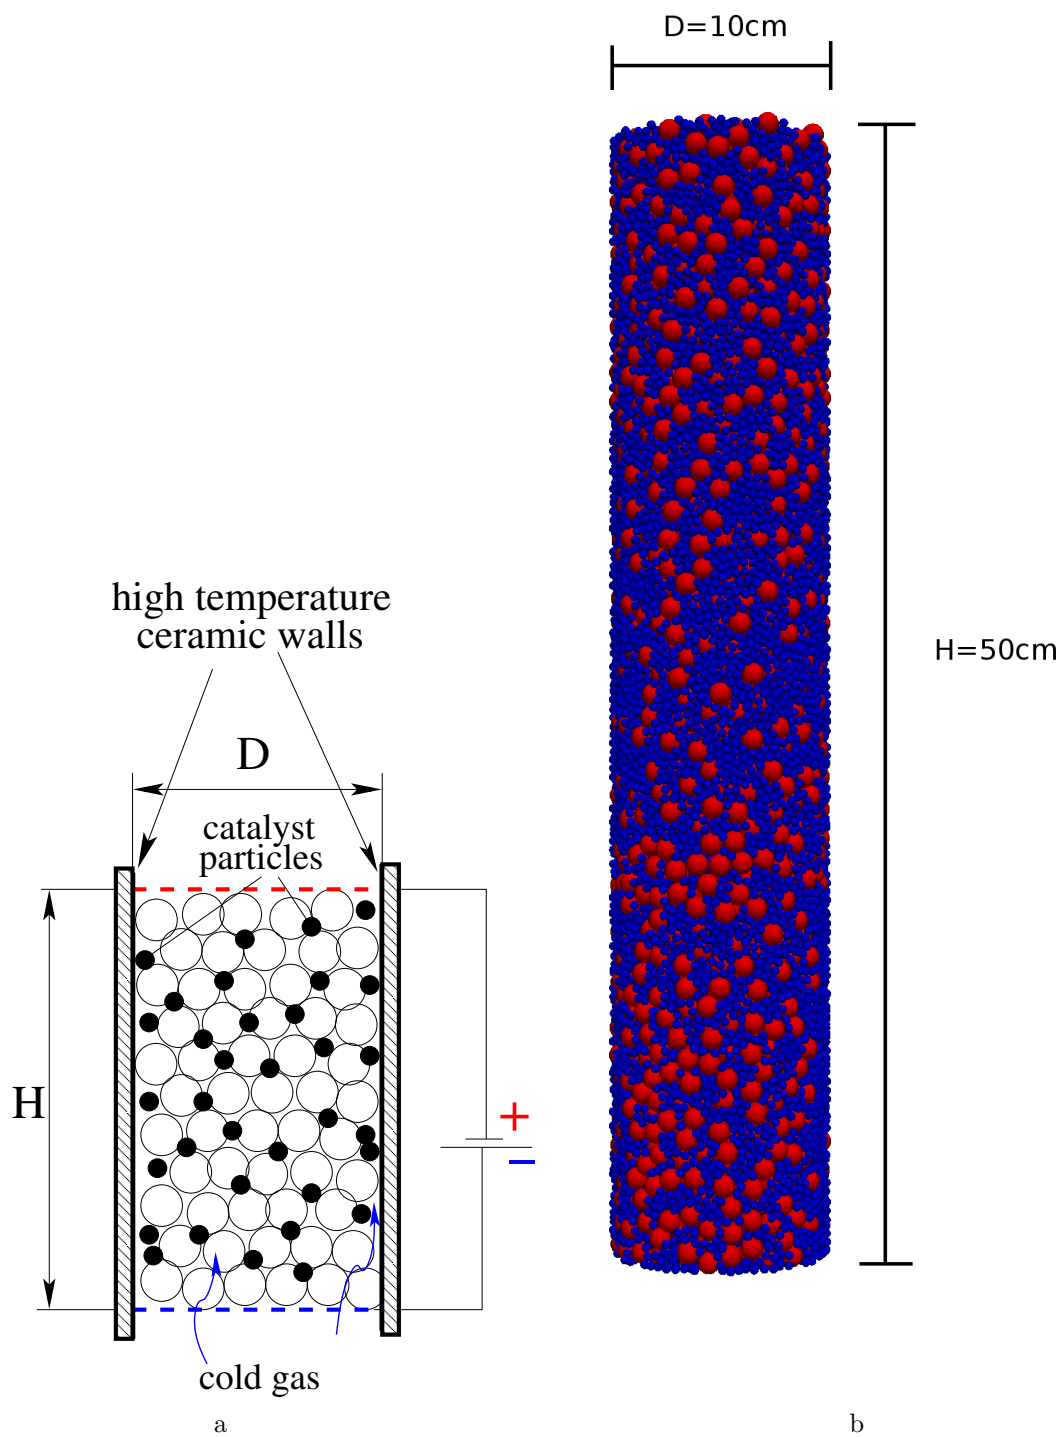 D=10cm
H=50cm
high temperature
ceramic walls
D
catalyst
particles
H
+
−
cold gas
a
b